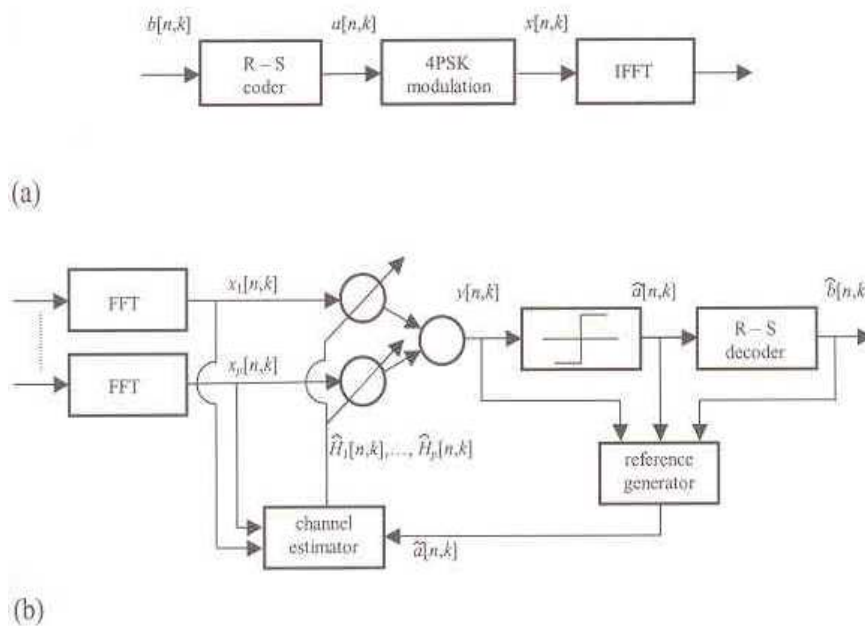 b[n,k]
a[n,k]
x[n,k]
R – S
coder
4PSK
modulation
IFFT
(a)
FFT
x₁[n,k]
y[n,k]
â[n,k]
b̂[n,k]
R – S
decoder
FFT
xₚ[n,k]
Ĥ₁[n,k],..., Ĥₚ[n,k]
reference
generator
channel
estimator
ã[n,k]
(b)